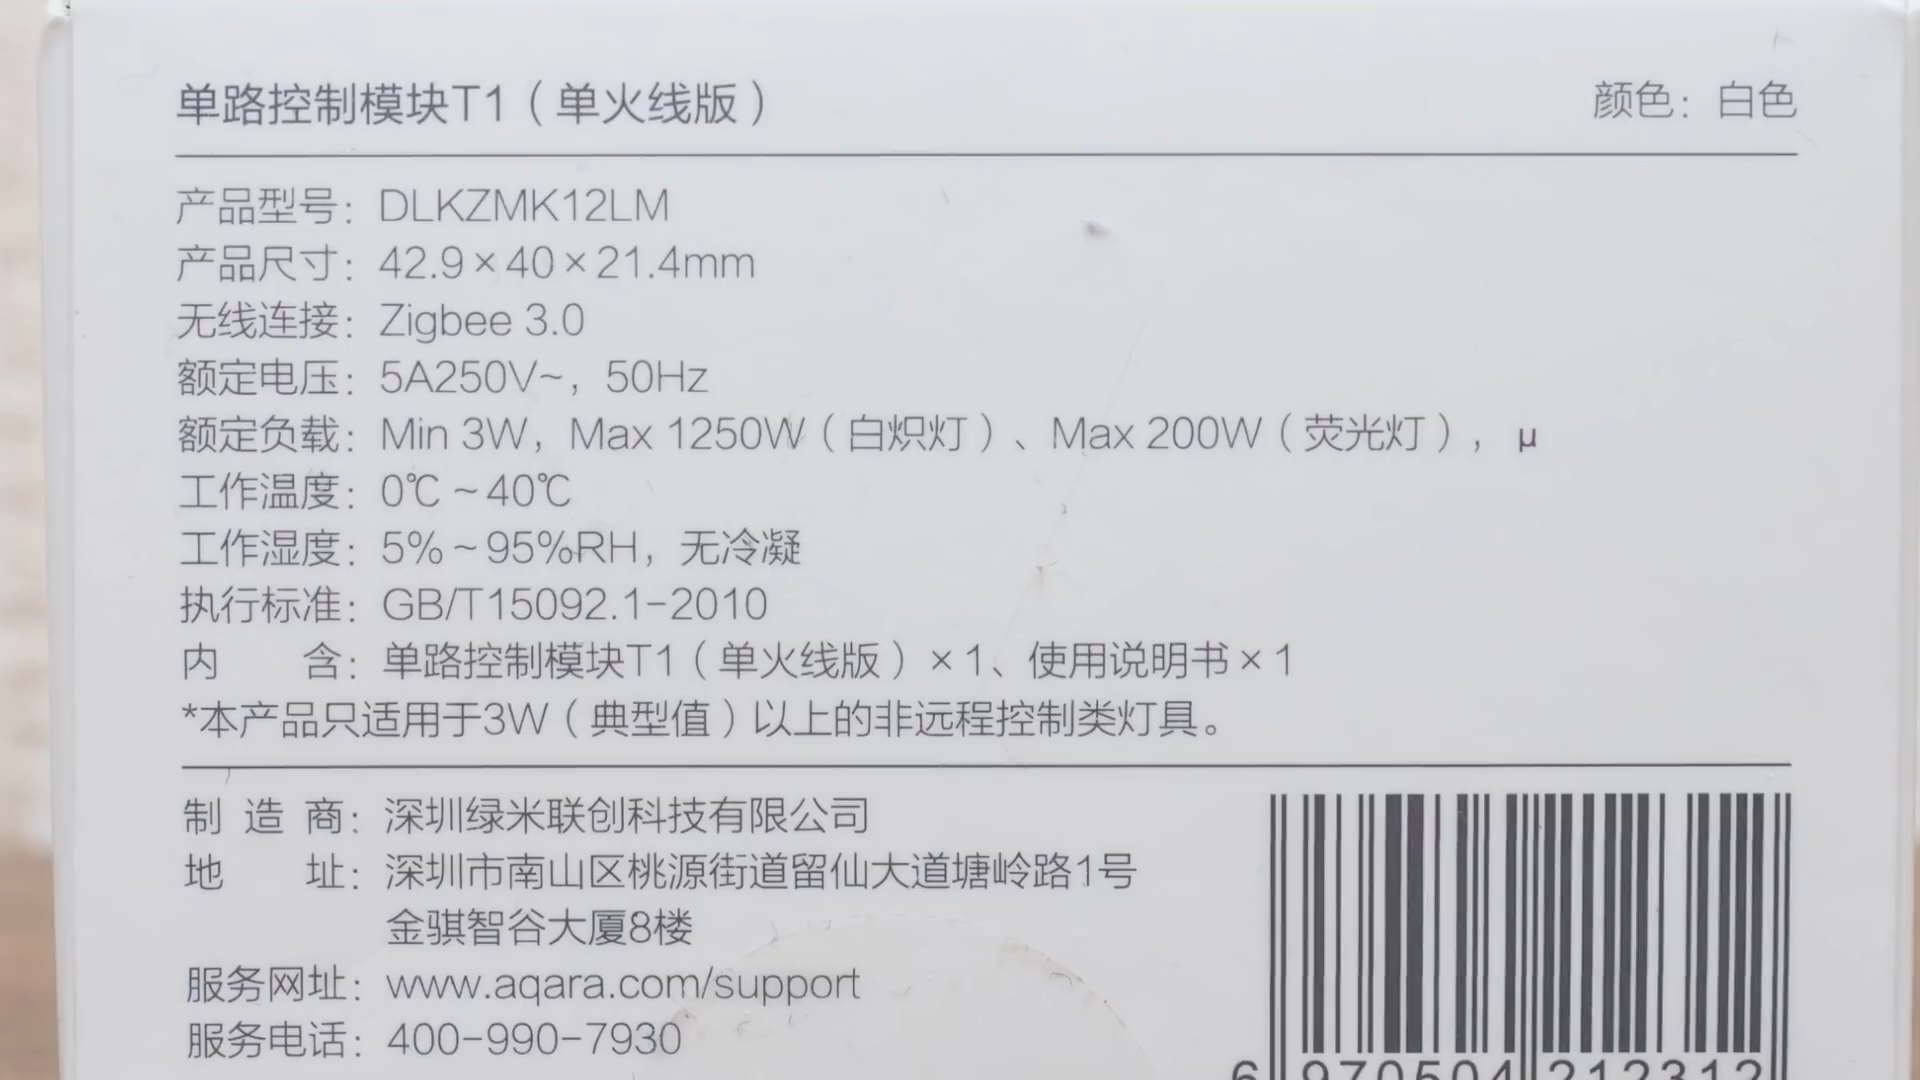 单路控制模块T1（单火线版） 颜色：白色
产品型号：DLKZMK12LM
产品尺寸：42.9×40×21.4mm
无线连接：Zigbee 3.0
额定电压：5A250V~，50Hz
额定负载：Min 3W，Max 1250W（白炽灯）、Max 200W（荧光灯），µ
工作温度：0℃~40℃
工作湿度：5%~95%RH，无冷凝
执行标准：GB/T15092.1-2010
内 含：单路控制模块T1（单火线版）×1、使用说明书×1
*本产品只适用于3W（典型值）以上的非远程控制类灯具。
制 造 商：深圳绿米联创科技有限公司
地 址：深圳市南山区桃源街道留仙大道塘岭路1号
金骐智谷大厦8楼
服务网址：www.aqara.com/support
服务电话：400-990-7930
6 970504 212312